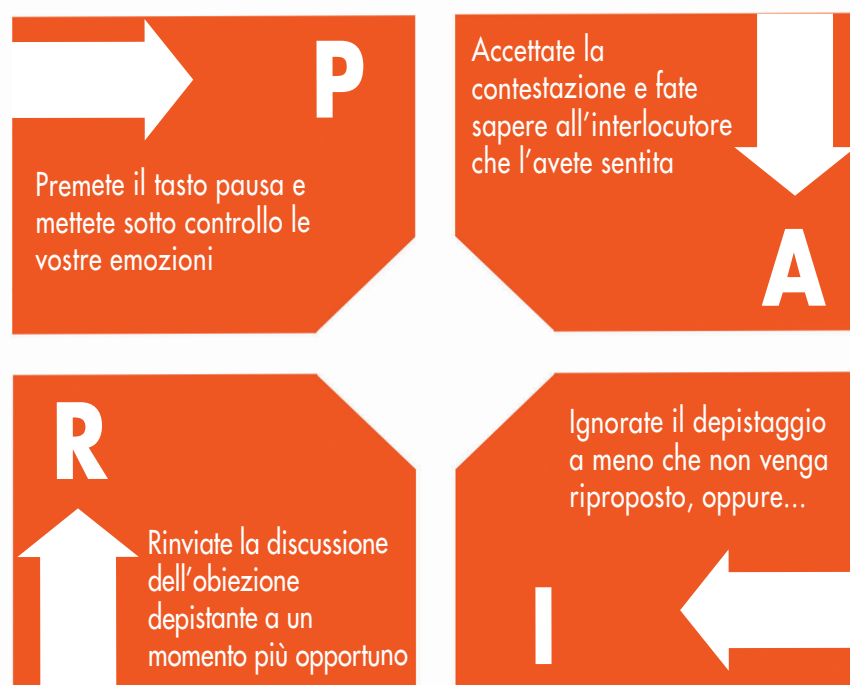 P
Premete il tasto pausa e
mettete sotto controllo le
vostre emozioni
Accettate la
contestazione e fate
sapere all’interlocutore
che l’avete sentita
A
R
Rinviate la discussione
dell’obiezione
depistante a un
momento più opportuno
Ignorate il depistaggio
a meno che non venga
riproposto, oppure...
I